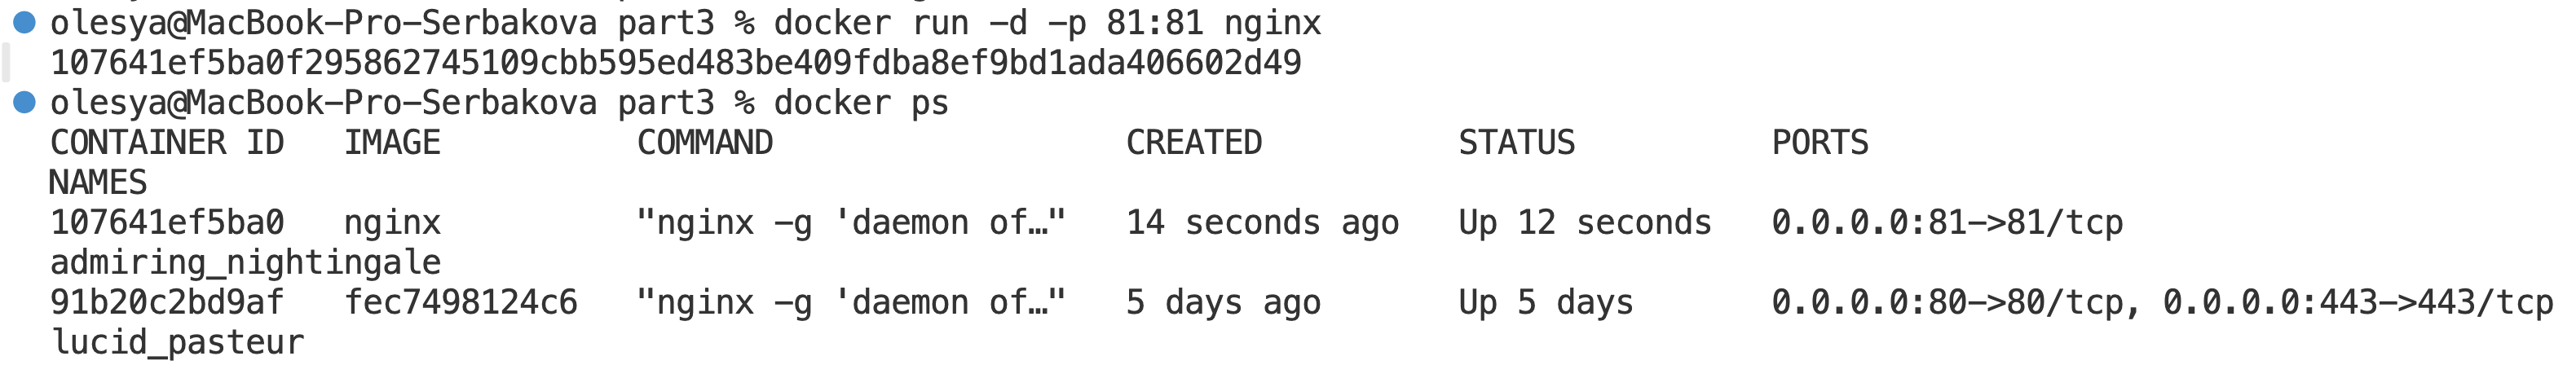 olesya@MacBook-Pro-Serbakova part3 % docker run -d -p 81:81 nginx
107641ef5ba0f295862745109cbb595ed483be409fdba8ef9bd1ada406602d49
olesya@MacBook-Pro-Serbakova part3 % docker ps
CONTAINER ID   IMAGE          COMMAND                  CREATED          STATUS          PORTS
NAMES
107641ef5ba0   nginx          "nginx -g 'daemon of…"   14 seconds ago   Up 12 seconds   0.0.0.0:81->81/tcp
admiring_nightingale
91b20c2bd9af   fec7498124c6   "nginx -g 'daemon of…"   5 days ago       Up 5 days       0.0.0.0:80->80/tcp, 0.0.0.0:443->443/tcp
lucid_pasteur